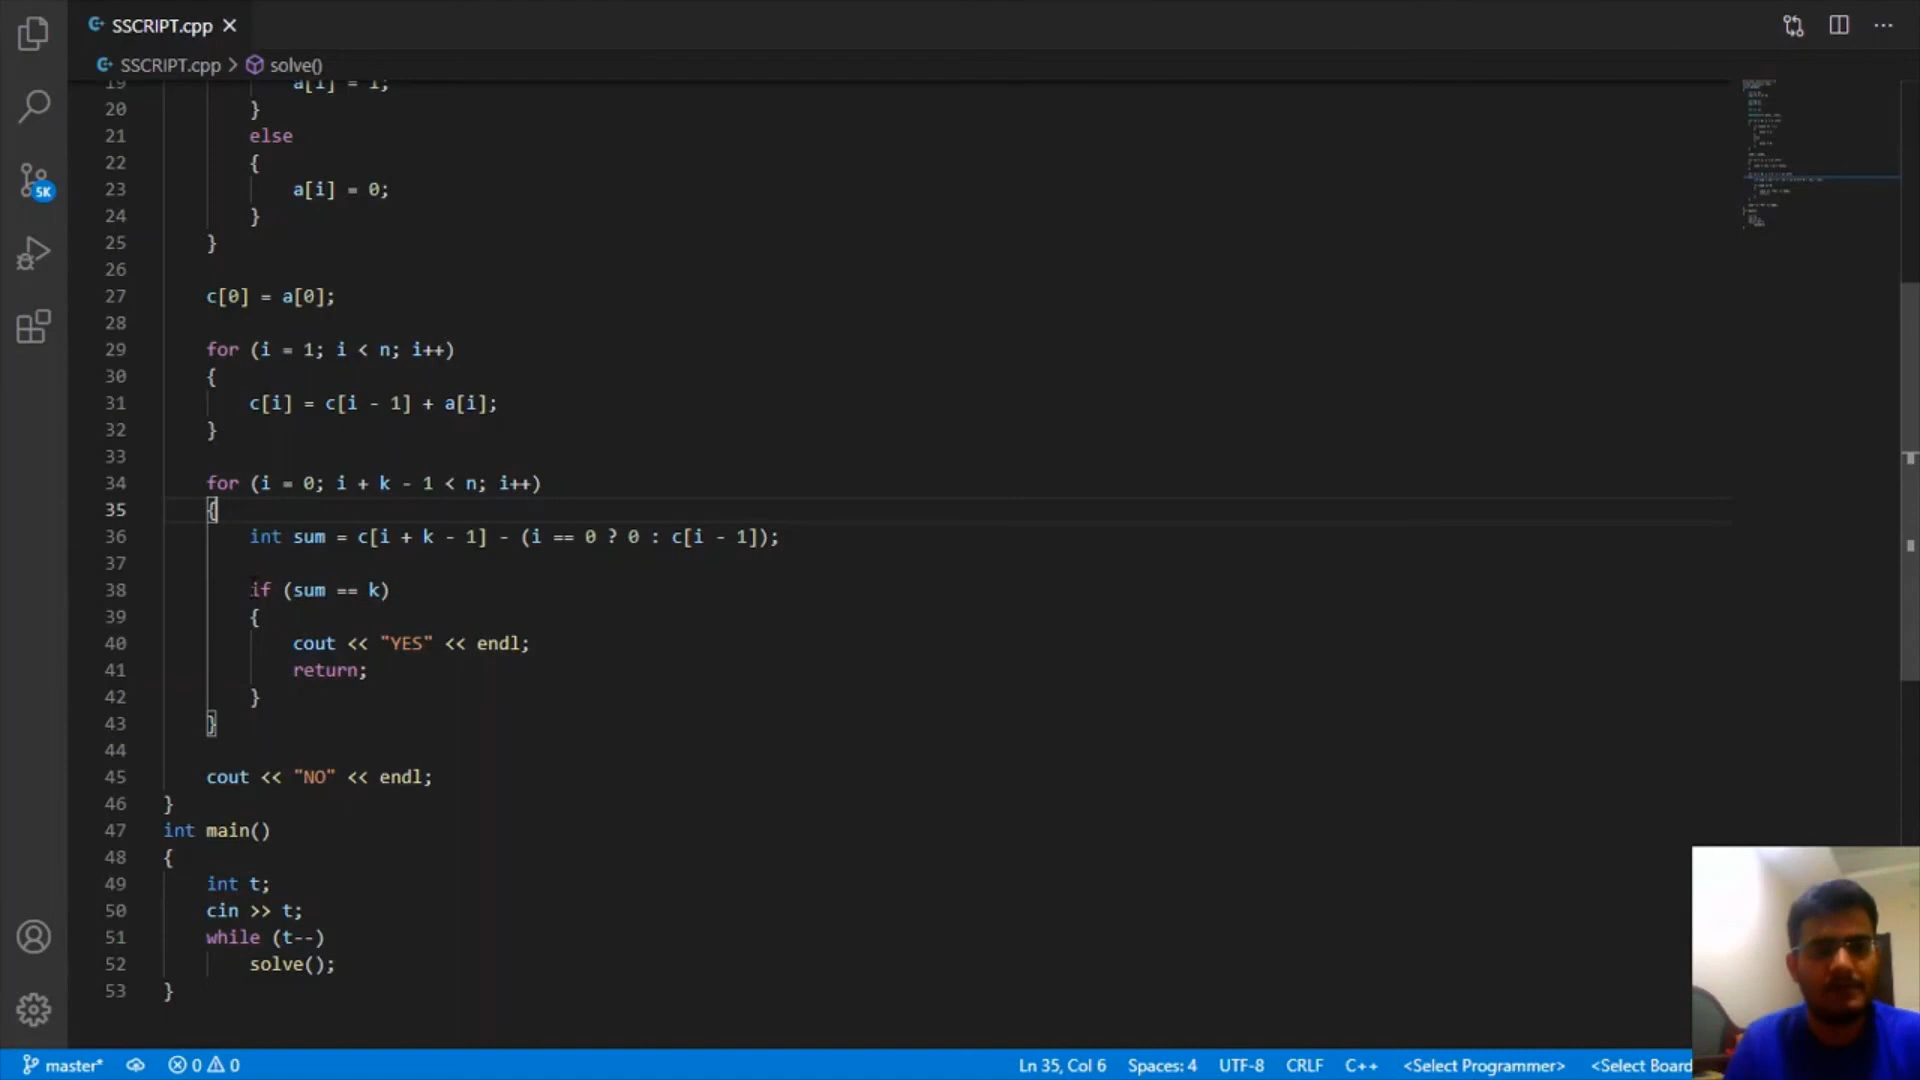 SSCRIPT.cpp
SSCRIPT.cpp > solve()
19 a[i] = 1;
20 }
21 else
22 {
23 a[i] = 0;
24 }
25 }
26
27 c[0] = a[0];
28
29 for (i = 1; i < n; i++)
30 {
31 c[i] = c[i - 1] + a[i];
32 }
33
34 for (i = 0; i + k - 1 < n; i++)
35 {
36 int sum = c[i + k - 1] - (i == 0 ? 0 : c[i - 1]);
37
38 if (sum == k)
39 {
40 cout << "YES" << endl;
41 return;
42 }
43 }
44
45 cout << "NO" << endl;
46 }
47 int main()
48 {
49 int t;
50 cin >> t;
51 while (t--)
52 solve();
53 }
5K
master* 0 0 Ln 35, Col 6 Spaces: 4 UTF-8 CRLF C++ <Select Programmer> <Select Board